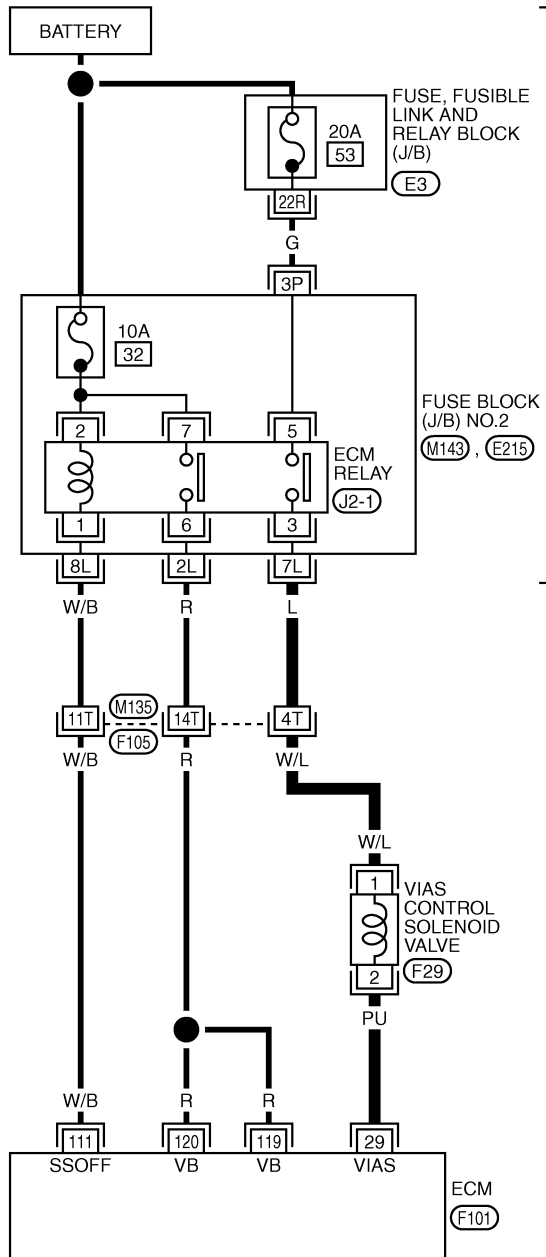 BATTERY
FUSE, FUSIBLE
LINK AND
RELAY BLOCK
(J/B)
E3
20A
53
22R
G
3P
10A
32
FUSE BLOCK
(J/B) NO.2
M143 , E215
2 7 5
ECM
RELAY
J2-1
1 6 3
8L 2L 7L
W/B R L
11T M135 14T 4T
F105
W/B R W/L
W/L
1
VIAS
CONTROL
SOLENOID
VALVE
F29
2
PU
W/B R R
111 120 119 29
SSOFF VB VB VIAS
ECM
F101